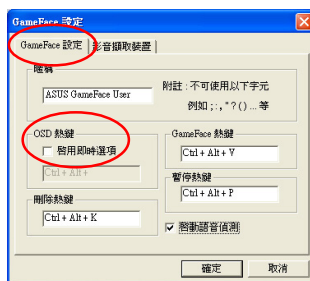 GameFace 設定
GameFace 設定 影音擷取裝置
暱稱
ASUS GameFace User
附註：不可使用以下字元
例如 ; : , " ? ( ) ... 等
OSD 熱鍵
啓用即時選項
Ctrl + Alt +
GameFace 熱鍵
Ctrl + Alt + V
暫停熱鍵
Ctrl + Alt + P
刪除熱鍵
Ctrl + Alt + K
啓動語音偵測
確定 取消